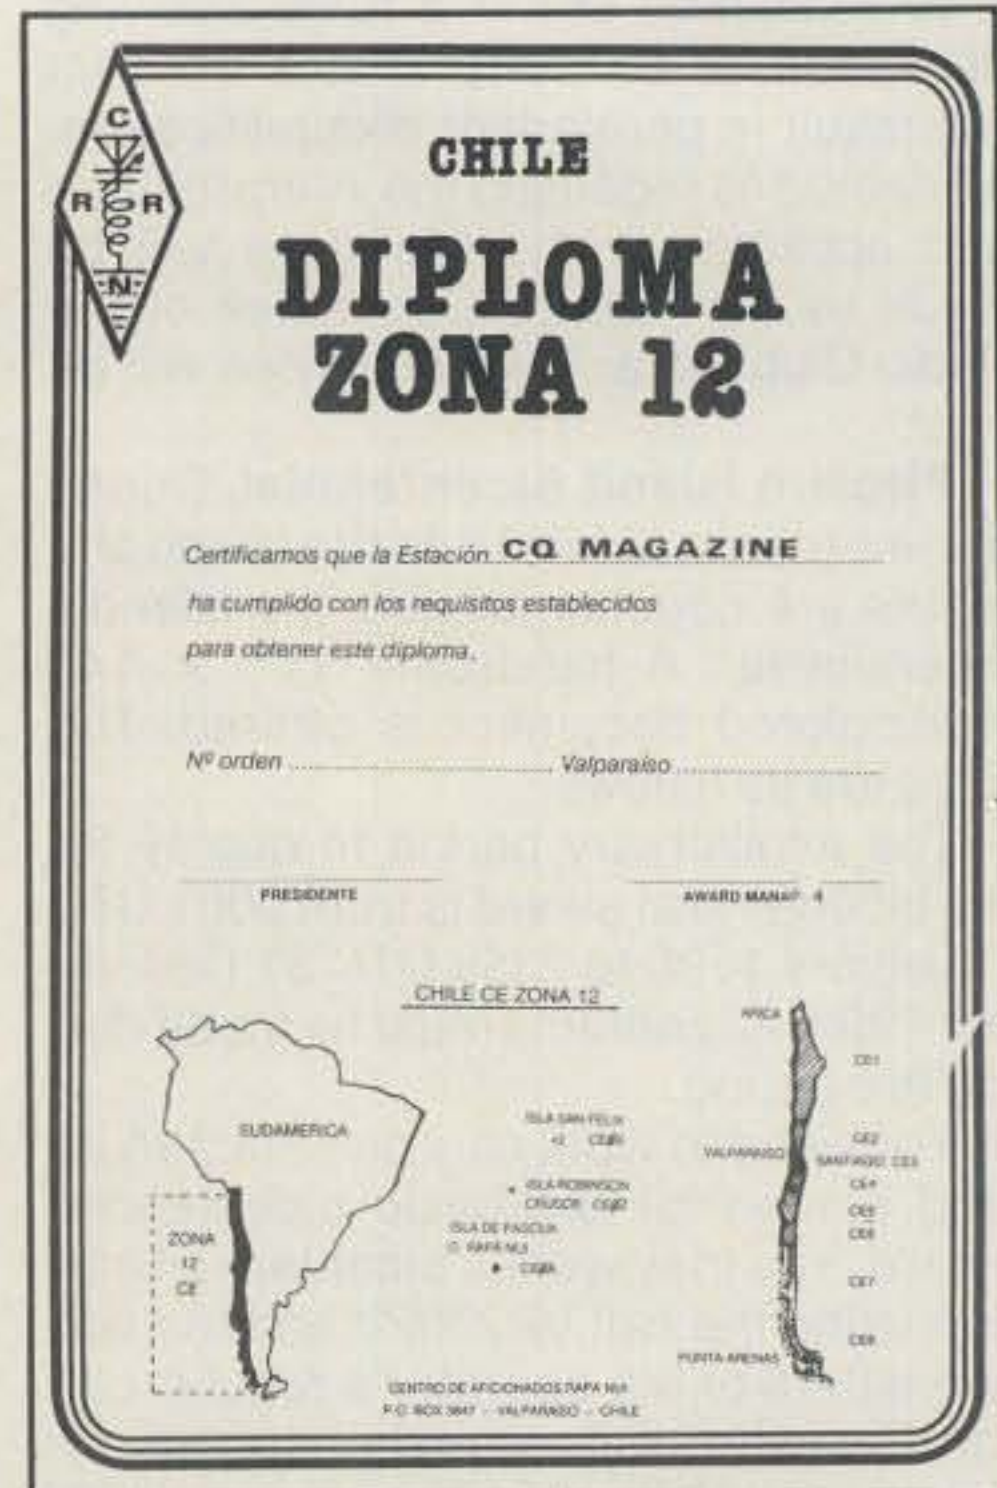 C
R R
N
CHILE
DIPLOMA
ZONA 12
Certificamos que la Estación CQ MAGAZINE
ha cumplido con los requisitos establecidos
para obtener este diploma.
Nº orden Valparaiso
PRESIDENTE AWARD
CHILE CE ZONA 12
SUDAMERICA
ZONA
12
CE
ISLA SAN FELIX
ISLA ROBINSON
CRUSOE
ISLA DE PASCUA
RAPA NUI
ARICA
CE1
CE2
VALPARAISO
SANTIAGO CE3
CE4
CE5
CE6
CE7
CE8
PUNTA ARENAS
CENTRO DE AFICIONADOS RAPA NUI
P.O. BOX - VALPARAISO - CHILE